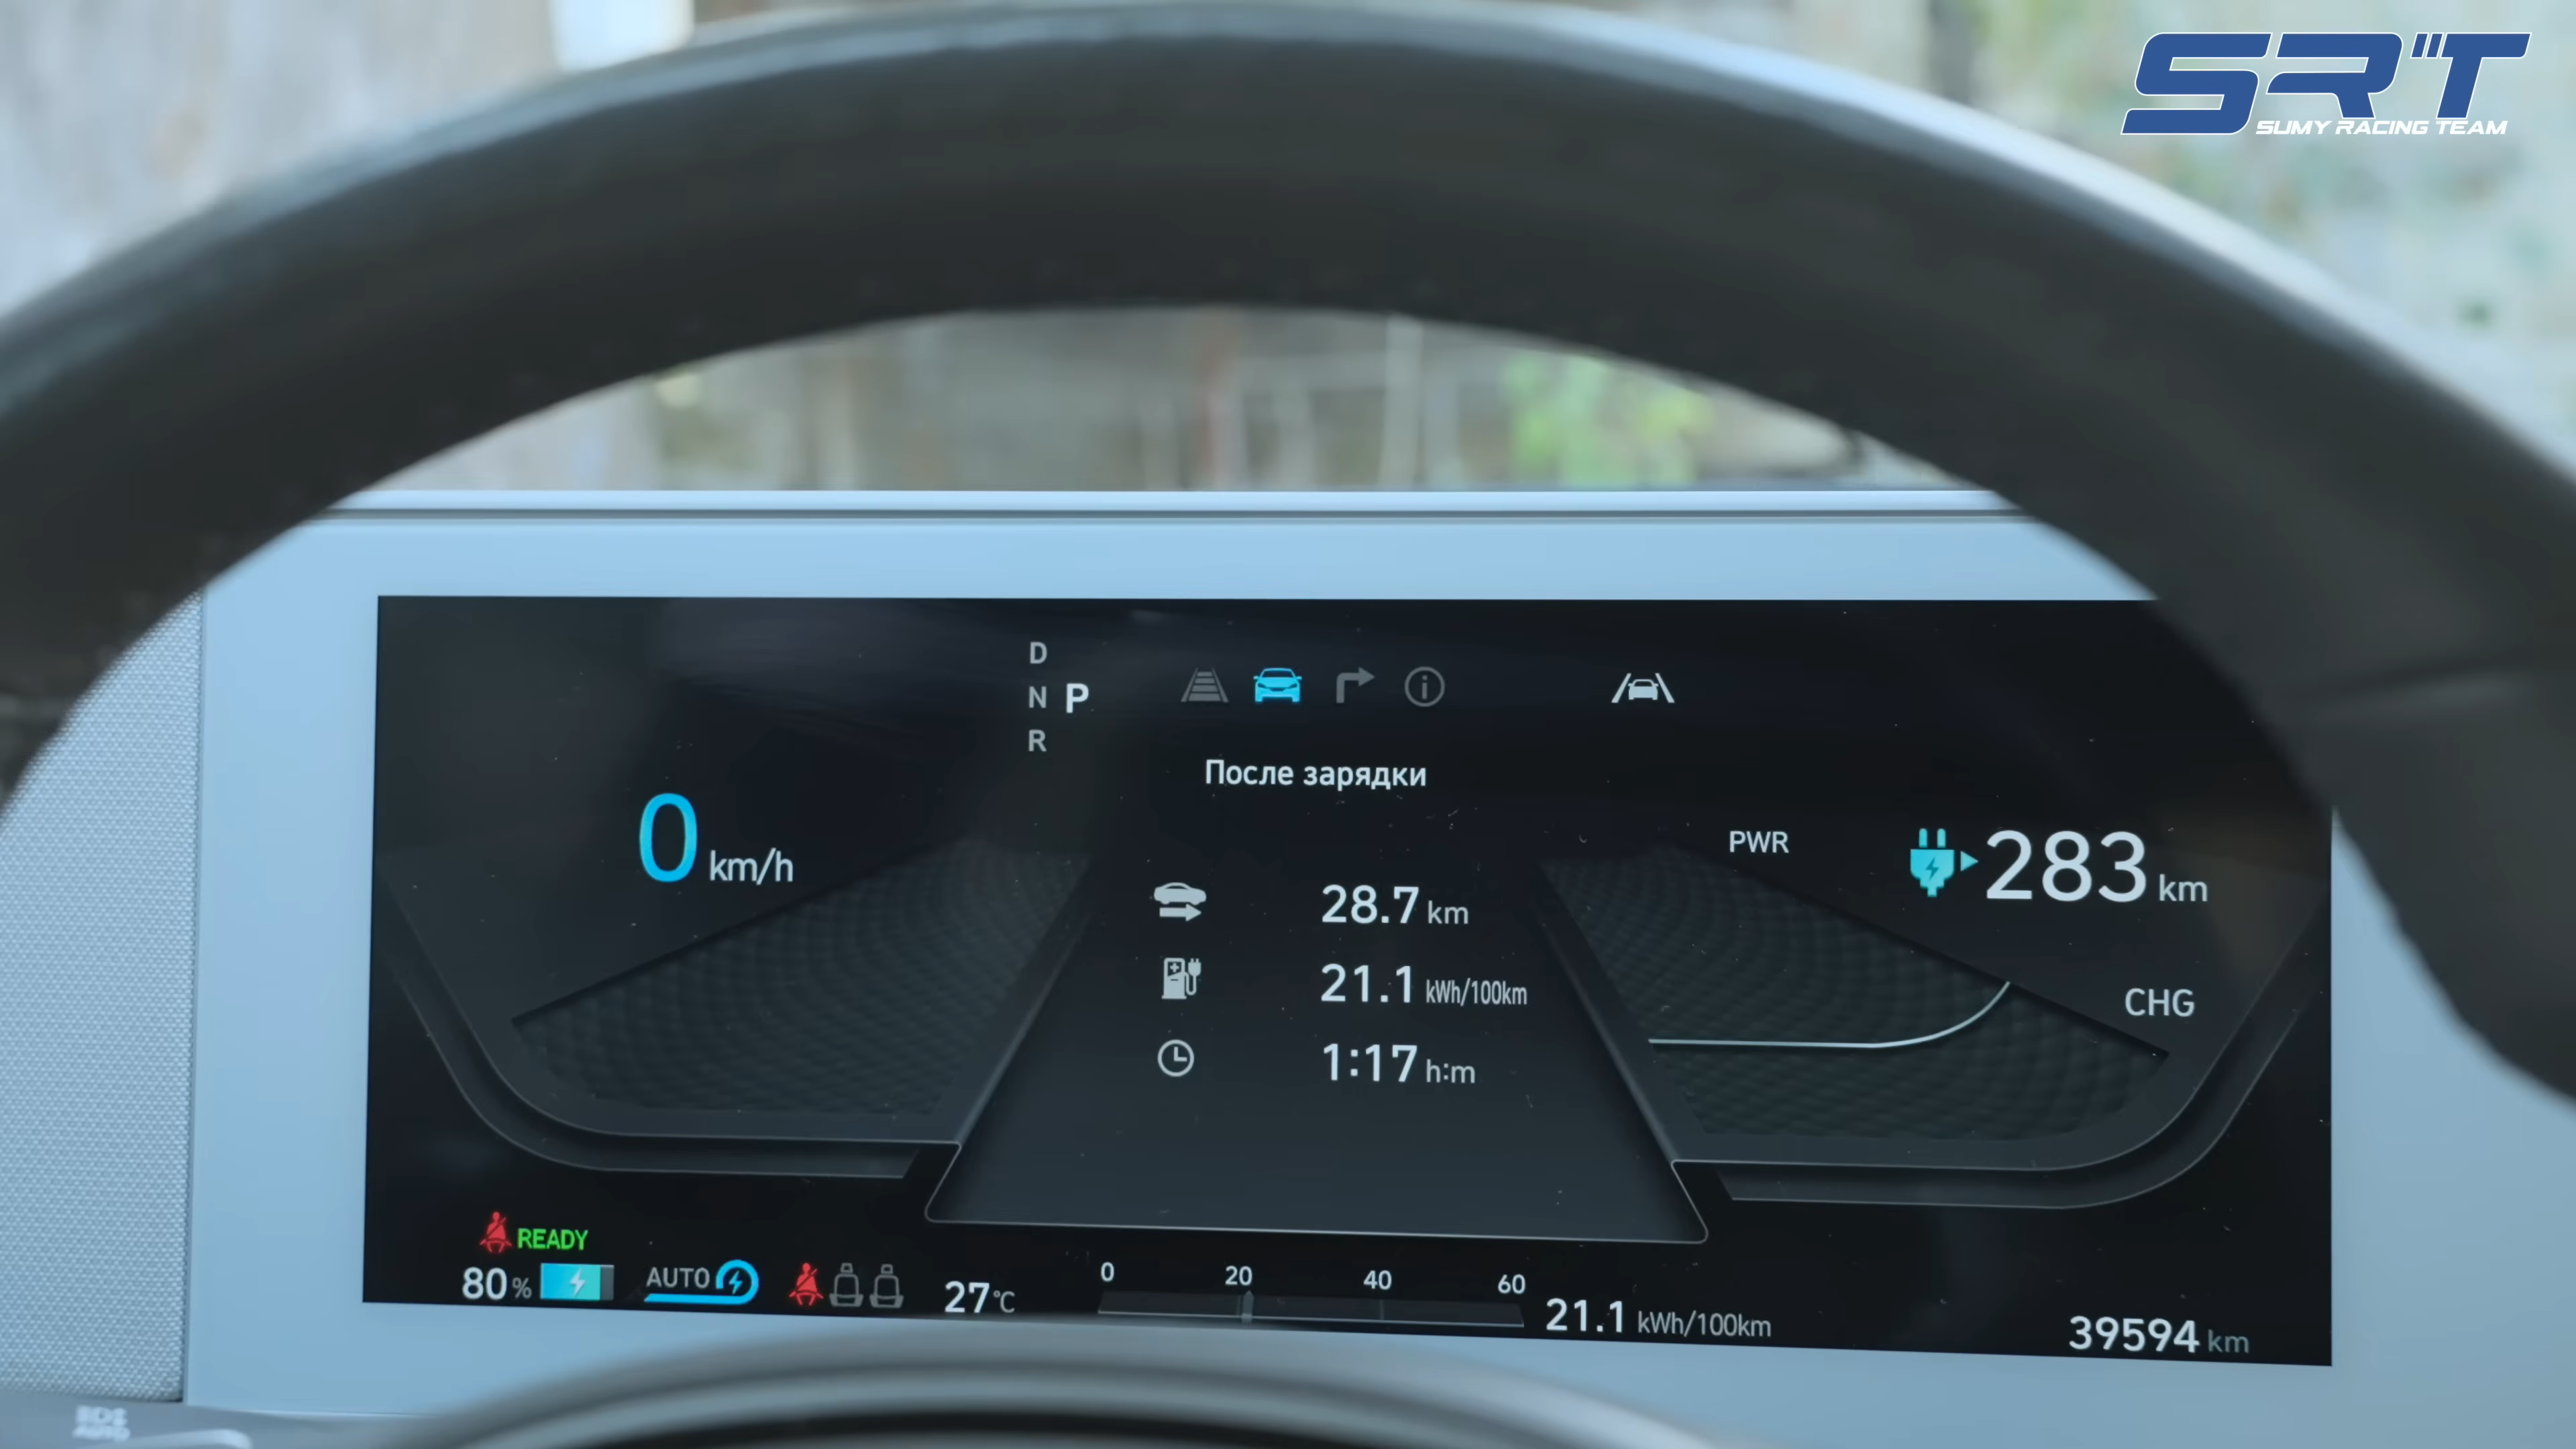 SRT
SUMY RACING TEAM
D
N P
R
После зарядки
0 km/h
PWR
283 km
28.7 km
21.1 kWh/100km
CHG
1:17 h:m
READY
80%
AUTO
27°C
0 20 40 60
21.1 kWh/100km
39594 km